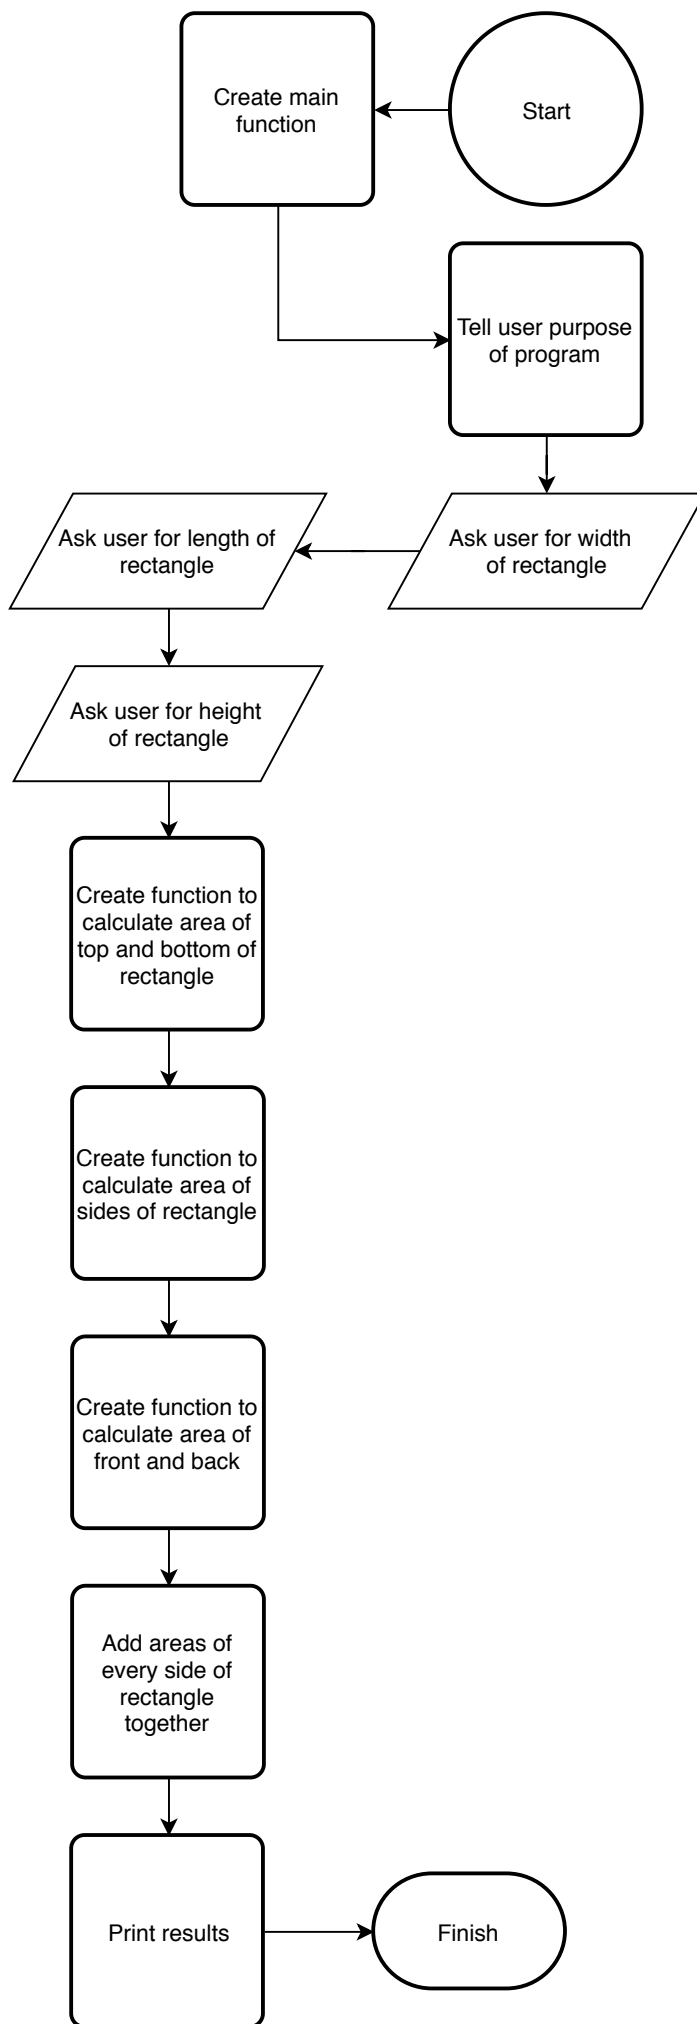 Start
Create main
function
Tell user purpose
of program
Ask user for width
of rectangle
Ask user for length of
rectangle
Ask user for height
of rectangle
Create function to
calculate area of
top and bottom of
rectangle
Create function to
calculate area of
sides of rectangle
Create function to
calculate area of
front and back
Add areas of
every side of
rectangle
together
Print results
Finish